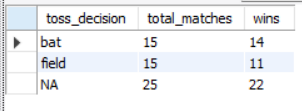 toss_decision total_matches wins
bat 15 14
field 15 11
NA 25 22